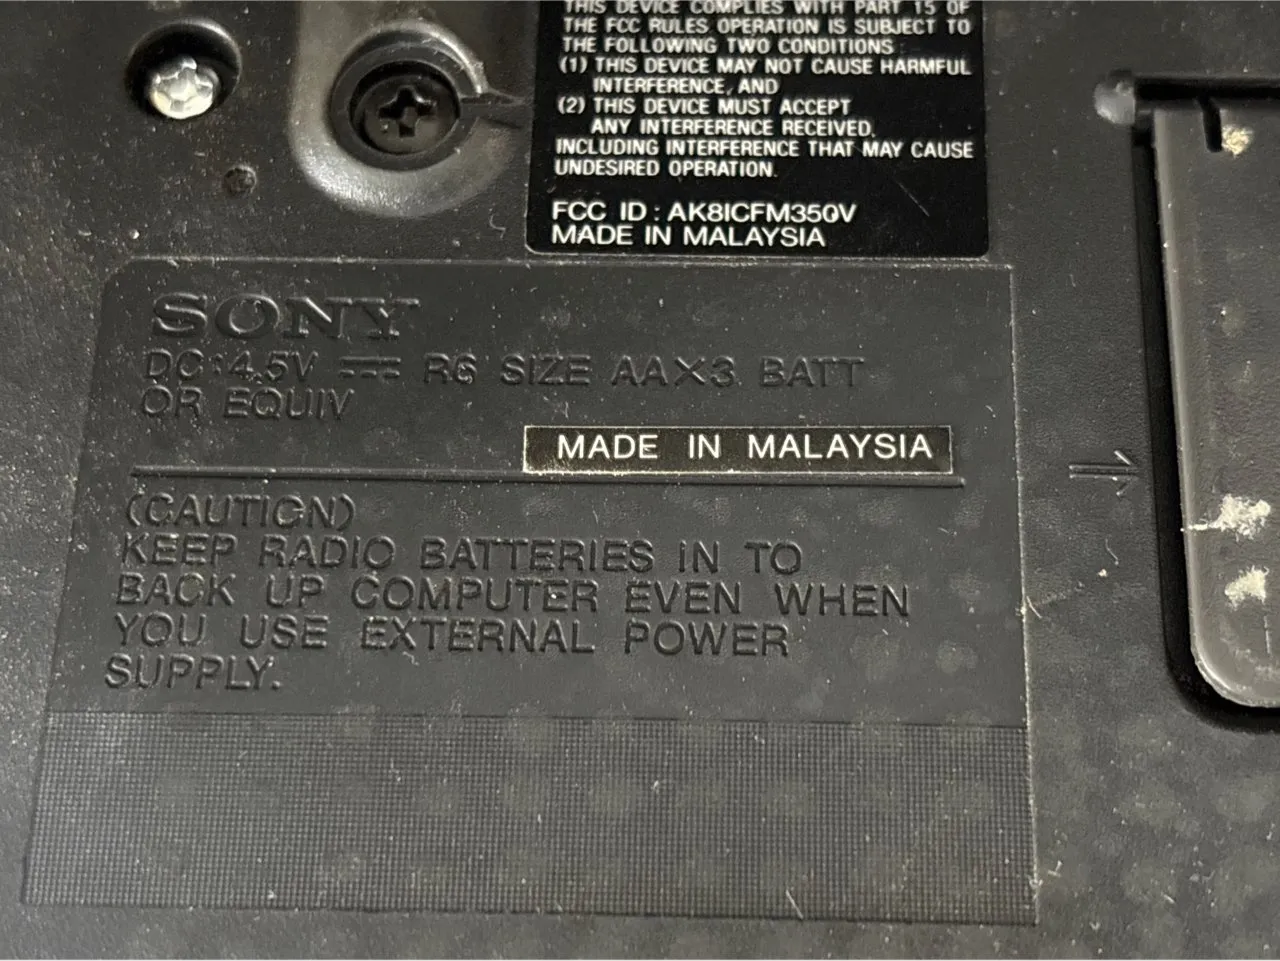 THIS DEVICE COMPLIES WITH PART 15 OF
THE FCC RULES OPERATION IS SUBJECT TO
THE FOLLOWING TWO CONDITIONS :
(1) THIS DEVICE MAY NOT CAUSE HARMFUL
INTERFERENCE, AND
(2) THIS DEVICE MUST ACCEPT
ANY INTERFERENCE RECEIVED,
INCLUDING INTERFERENCE THAT MAY CAUSE
UNDESIRED OPERATION.
FCC ID : AK8ICFM350V
MADE IN MALAYSIA
SONY
DC:4.5V ⎓ R6 SIZE AA×3 BATT
OR EQUIV
MADE IN MALAYSIA
(CAUTION)
KEEP RADIO BATTERIES IN TO
BACK UP COMPUTER EVEN WHEN
YOU USE EXTERNAL POWER
SUPPLY.